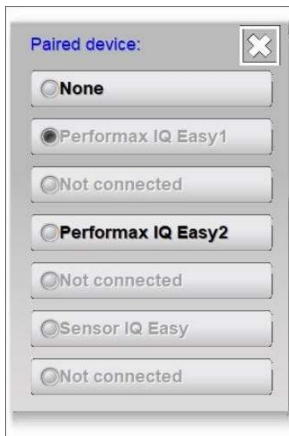 Paired device:
None
Performax IQ Easy1
Not connected
Performax IQ Easy2
Not connected
Sensor IQ Easy
Not connected